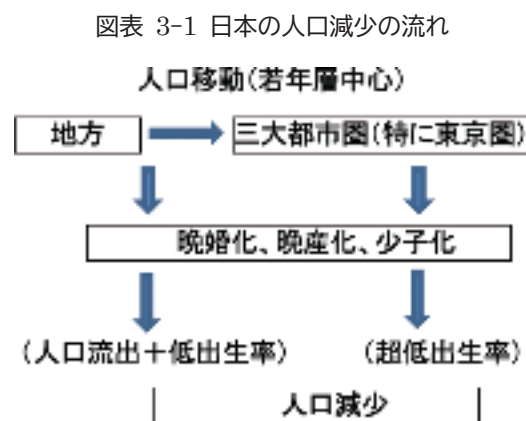 図表 3-1 日本の人口減少の流れ
人口移動(若年層中心)
地方 三大都市圏(特に東京圏)
晩婚化、晩産化、少子化
(人口流出+低出生率) (超低出生率)
人口減少